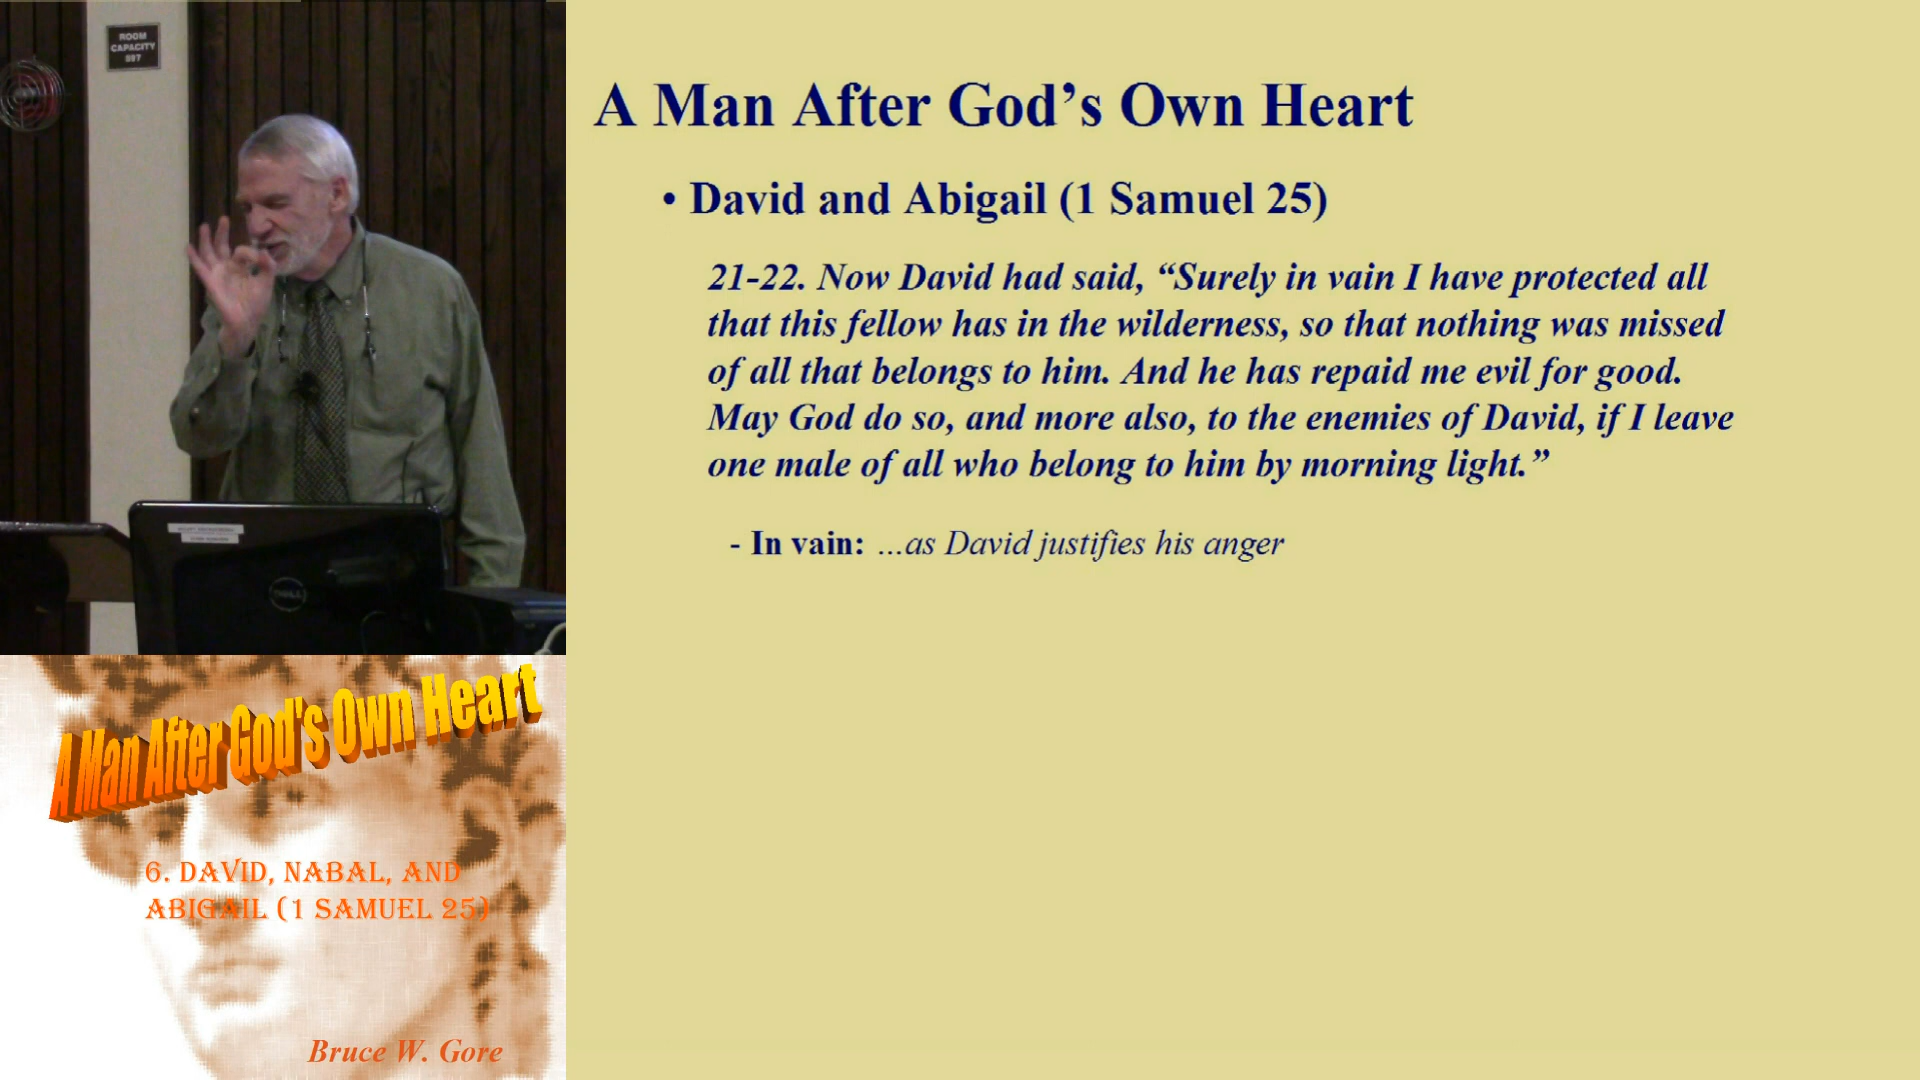 ROOM
CAPACITY
597
A Man After God’s Own Heart
• David and Abigail (1 Samuel 25)
21-22. Now David had said, “Surely in vain I have protected all
that this fellow has in the wilderness, so that nothing was missed
of all that belongs to him. And he has repaid me evil for good.
May God do so, and more also, to the enemies of David, if I leave
one male of all who belong to him by morning light.”
- In vain: ...as David justifies his anger
DELL
A Man After God's Own Heart
6. DAVID, NABAL, AND
ABIGAIL (1 SAMUEL 25)
Bruce W. Gore